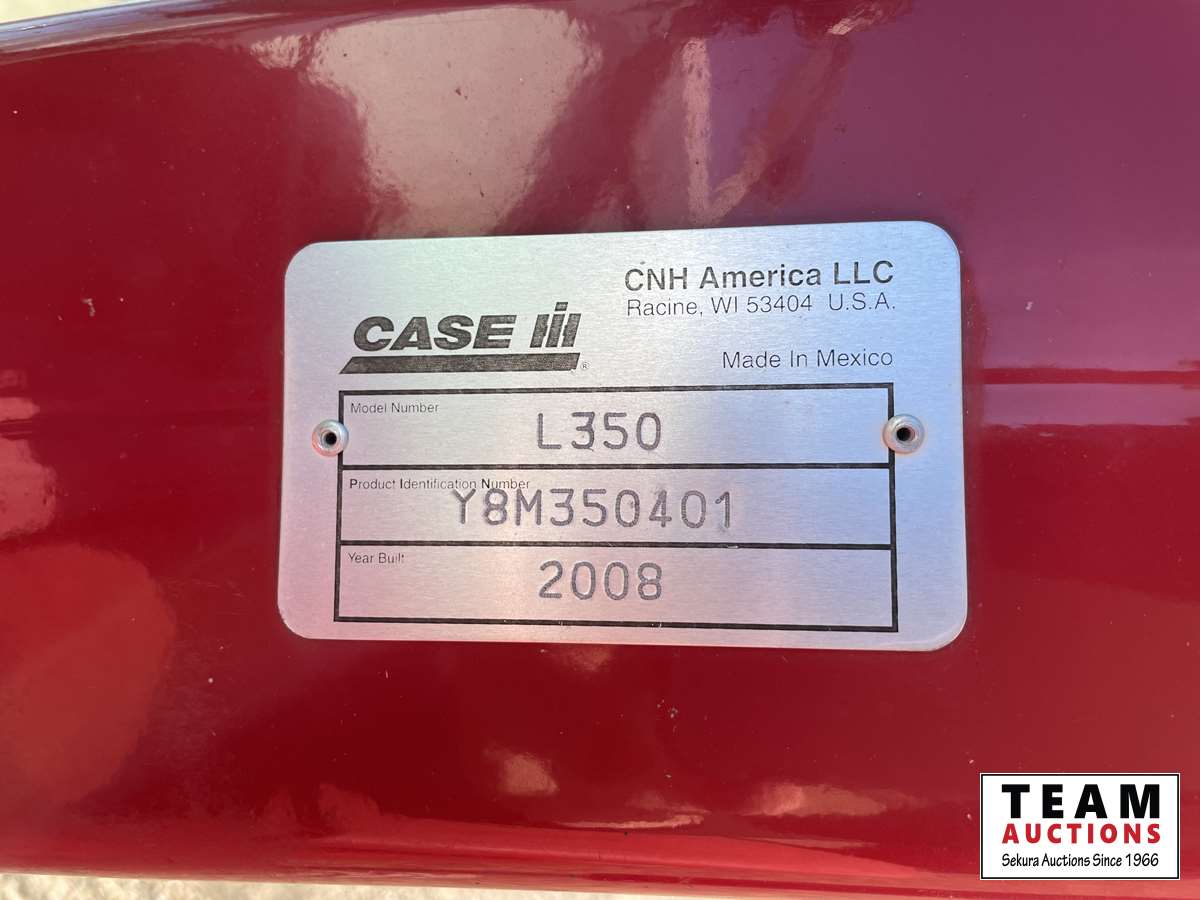 CNH America LLC
Racine, WI 53404 U.S.A.
CASE IH
®
Made In Mexico
Model Number
L350
Product Identification Number
Y8M350401
Year Built
2008
TEAM
AUCTIONS
Sekura Auctions Since 1966